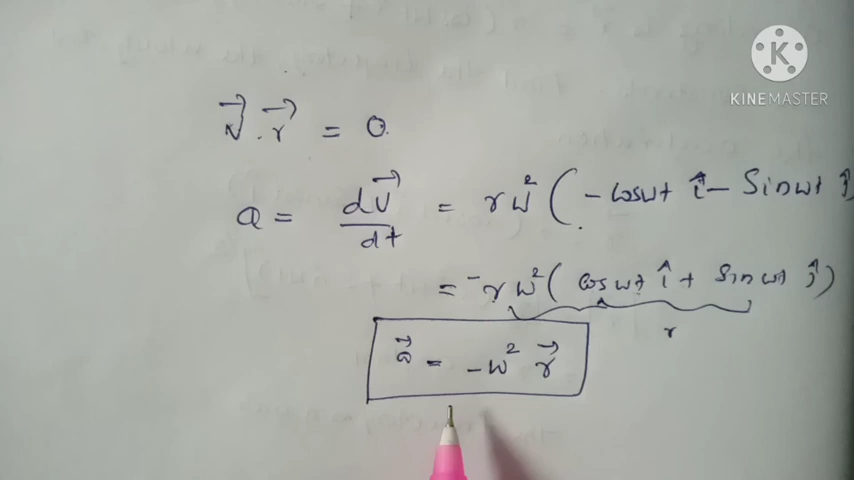 KINEMASTER
v⃗ . r⃗ = 0.
a = dv⃗/dt = rω² ( - cosωt î - Sinωt ĵ
= -rω² ( cosωt î + Sinωt ĵ )
r
a⃗ = -ω² r⃗